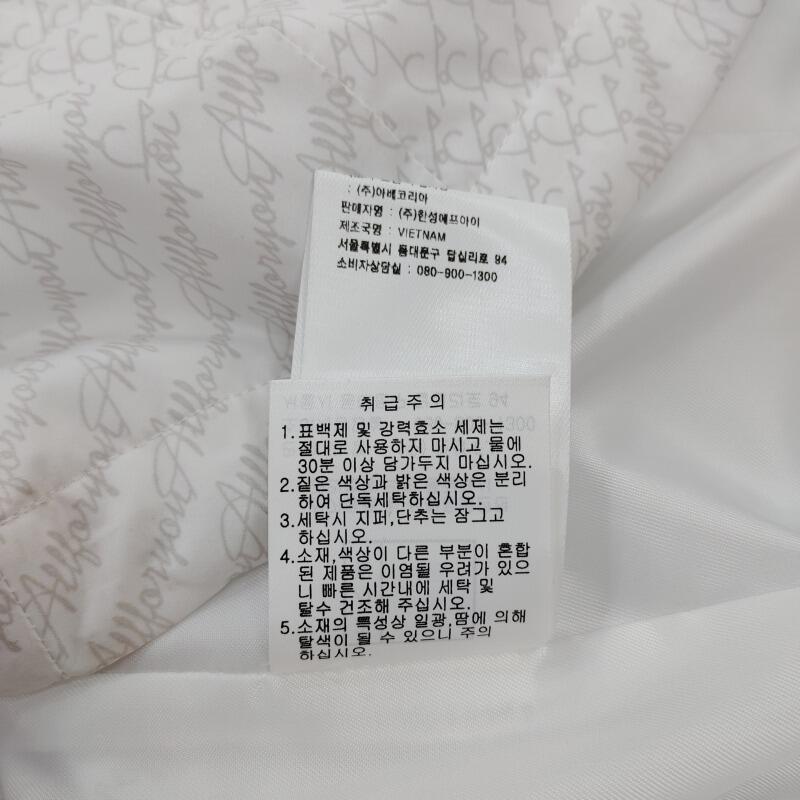 : (주)아베코리아
판매자명 : (주)한성에프아이
제조국명 : VIETNAM
서울특별시 동대문구 답십리로 94
소비자상담실 : 080-900-1300
취급주의
1.표백제 및 강력효소 세제는
절대로 사용하지 마시고 물에
30분 이상 담가두지 마십시오.
2.짙은 색상과 밝은 색상은 분리
하여 단독세탁하십시오.
3.세탁시 지퍼,단추는 잠그고
하십시오.
4.소재,색상이 다른 부분이 혼합
된 제품은 이염될 우려가 있으
니 빠른 시간내에 세탁 및
탈수 건조해 주십시오.
5.소재의 특성상 일광,땀에 의해
탈색이 될 수 있으니 주의
하십시오.
Allforyou
Allforyou
Allforyou
Allforyou
Allforyou
Allforyou